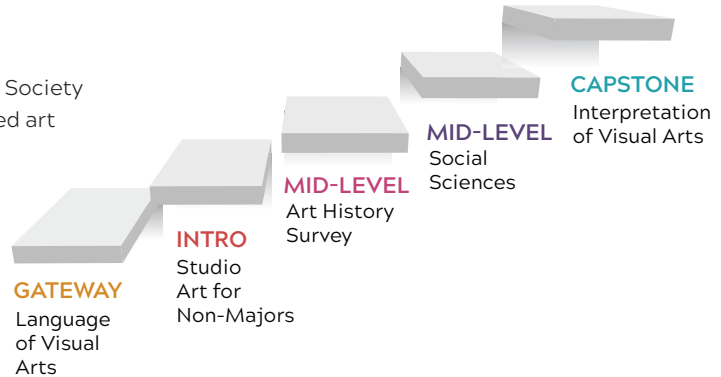 Society
ed art
GATEWAY
Language
of Visual
Arts
INTRO
Studio
Art for
Non-Majors
MID-LEVEL
Art History
Survey
MID-LEVEL
Social
Sciences
CAPSTONE
Interpretation
of Visual Arts